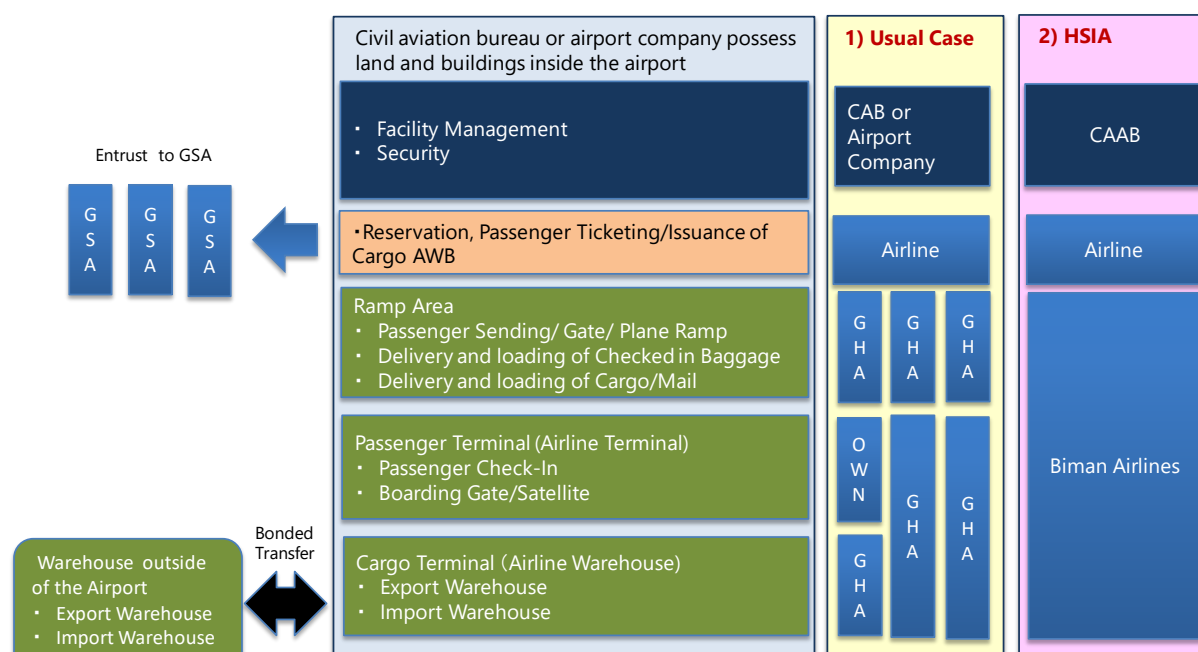 Civil aviation bureau or airport company possess
land and buildings inside the airport
1) Usual Case
2) HSIA
・ Facility Management
・ Security
CAB or
Airport
Company
CAAB
Entrust to GSA
G
S
A
G
S
A
G
S
A
・Reservation, Passenger Ticketing/Issuance of
Cargo AWB
Airline
Airline
Ramp Area
・ Passenger Sending/ Gate/ Plane Ramp
・ Delivery and loading of Checked in Baggage
・ Delivery and loading of Cargo/Mail
G
H
A
G
H
A
G
H
A
Passenger Terminal (Airline Terminal)
・ Passenger Check-In
・ Boarding Gate/Satellite
O
W
N
G
H
A
G
H
A
Biman Airlines
Bonded
Transfer
Warehouse outside
of the Airport
・ Export Warehouse
・ Import Warehouse
Cargo Terminal (Airline Warehouse)
・ Export Warehouse
・ Import Warehouse
G
H
A